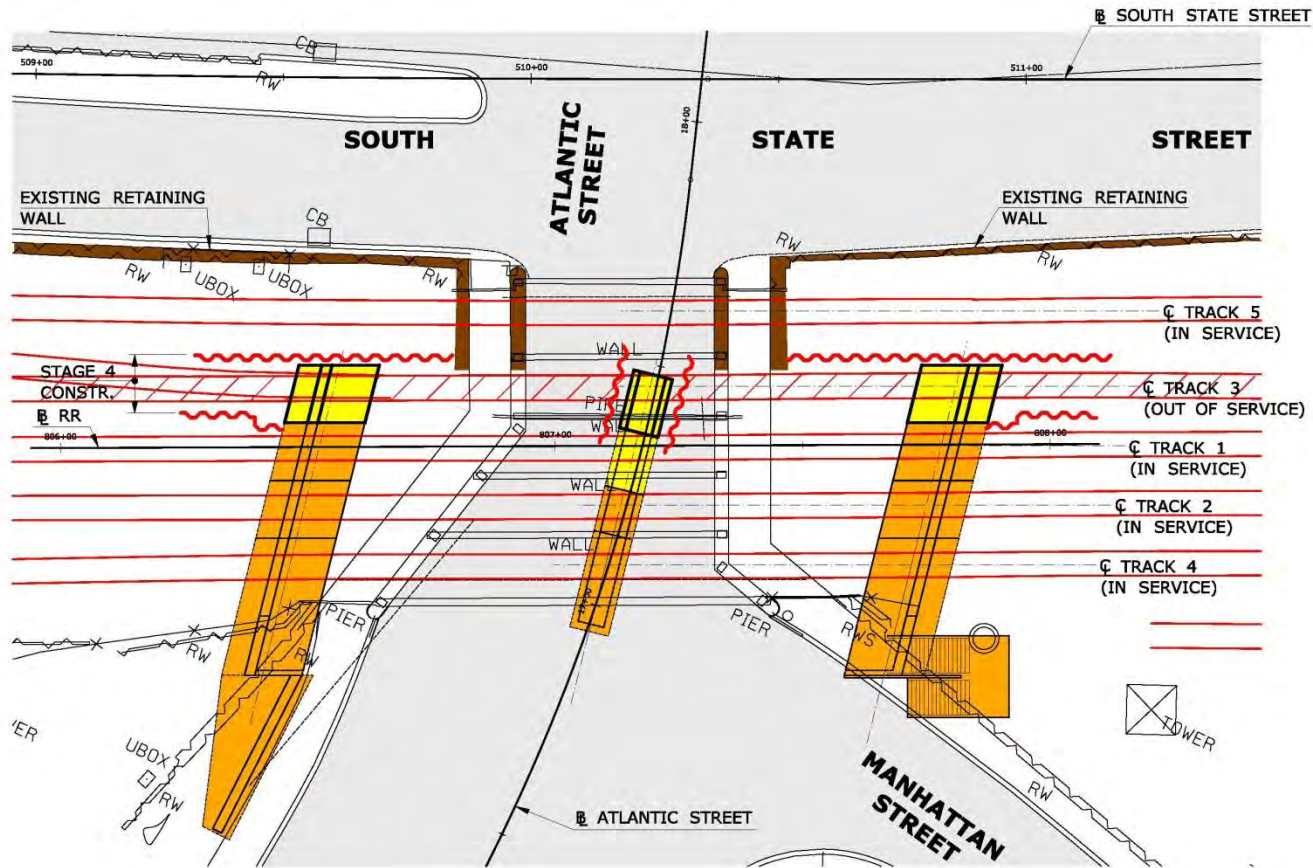 ℄ SOUTH STATE STREET
509+00
510+00
511+00
CB
RW
18+00
SOUTH
ATLANTIC
STREET
STATE
STREET
EXISTING RETAINING
WALL
CB
EXISTING RETAINING
WALL
RW
RW
UBOX
UBOX
RW
RW
℄ TRACK 5
(IN SERVICE)
WALL
STAGE 4
CONSTR.
℄ TRACK 3
(OUT OF SERVICE)
PIER
WALL
℄ RR
806+00
807+00
808+00
℄ TRACK 1
(IN SERVICE)
WALL
℄ TRACK 2
(IN SERVICE)
WALL
℄ TRACK 4
(IN SERVICE)
17+00
PIER
PIER
RWS
RW
RW
UBOX
RW
TOWER
RW
MANHATTAN
STREET
℄ ATLANTIC STREET